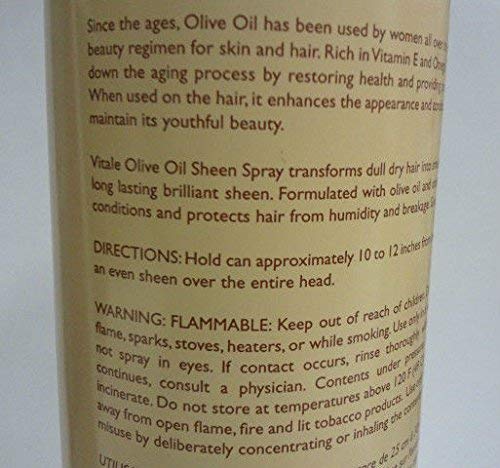 Since the ages, Olive Oil has been used by women all over
beauty regimen for skin and hair. Rich in Vitamin E and
down the aging process by restoring health and providing
When used on the hair, it enhances the appearance and
maintain its youthful beauty.
Vitale Olive Oil Sheen Spray transforms dull dry hair into
long lasting brilliant sheen. Formulated with olive oil and
conditions and protects hair from humidity and breakage.
DIRECTIONS: Hold can approximately 10 to 12 inches from
an even sheen over the entire head.
WARNING: FLAMMABLE: Keep out of reach of children.
flame, sparks, stoves, heaters, or while smoking. Use only in
not spray in eyes. If contact occurs, rinse thoroughly
continues, consult a physician. Contents under
incinerate. Do not store at temperatures above 120 F
away from open flame, fire and lit tobacco products. Use
misuse by deliberately concentrating or inhaling the
de 25 cm